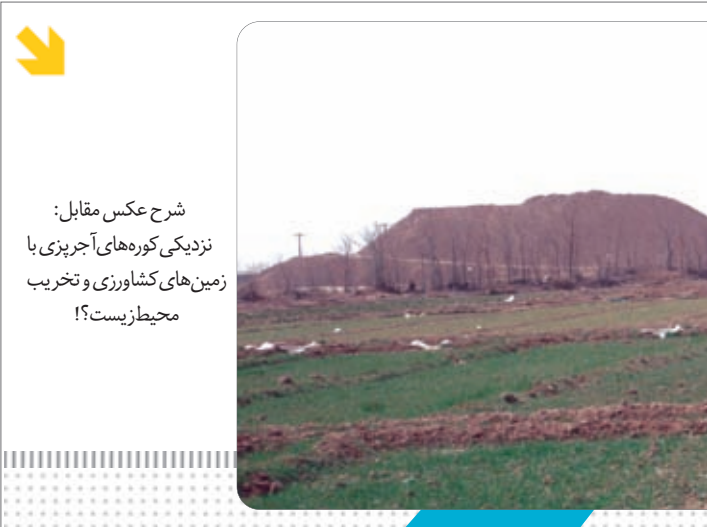 شرح عکس مقابل:
نزدیکی کوره‌های آجرپزی با
زمین‌های کشاورزی و تخریب
محیط‌زیست؟!